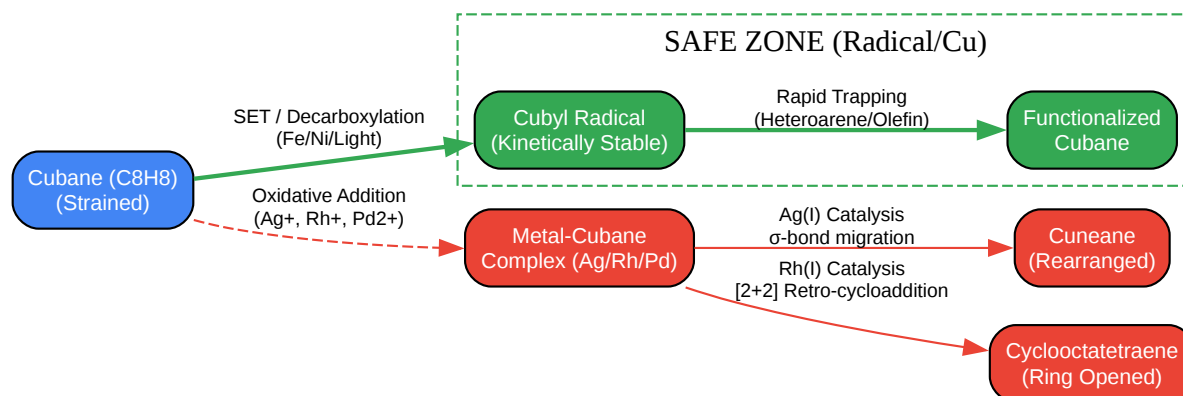 SAFE ZONE (Radical/Cu)
SET / Decarboxylation
(Fe/Ni/Light)
Cubyl Radical
(Kinetically Stable)
Rapid Trapping
(Heteroarene/Olefin)
Functionalized
Cubane
Cubane (C8H8)
(Strained)
Oxidative Addition
(Ag+, Rh+, Pd2+)
Metal-Cubane
Complex (Ag/Rh/Pd)
Ag(I) Catalysis
σ-bond migration
Cuneane
(Rearranged)
Rh(I) Catalysis
[2+2] Retro-cycloaddition
Cyclooctatetraene
(Ring Opened)